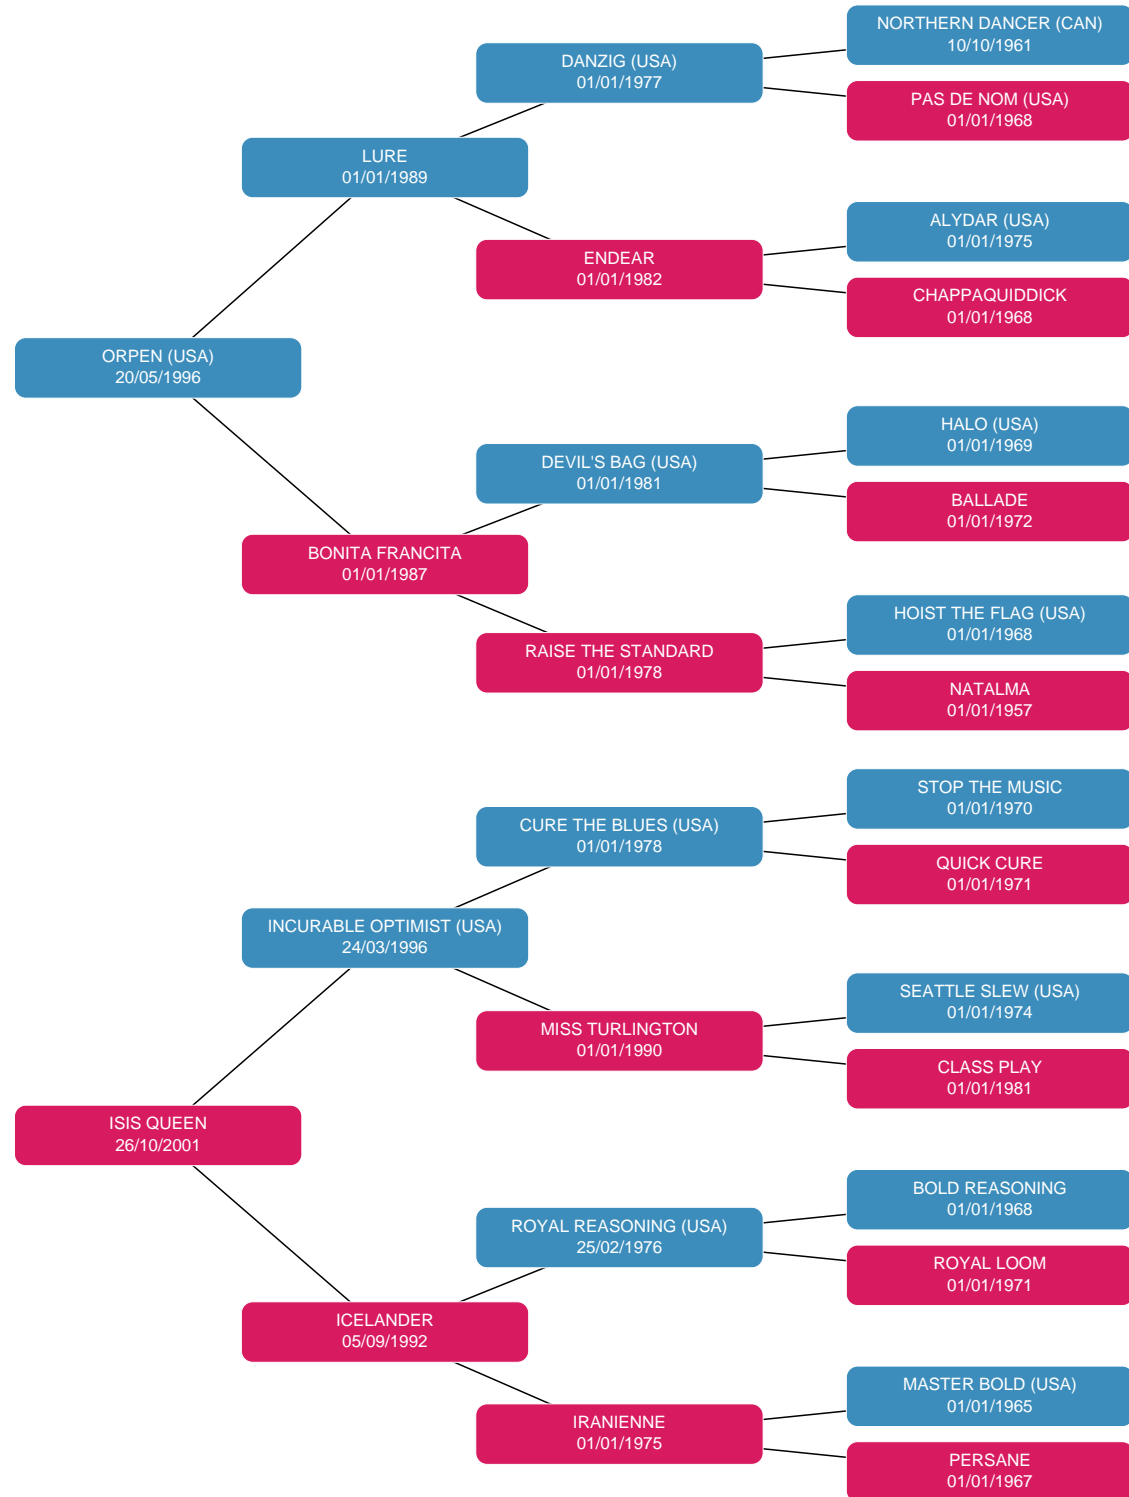 NORTHERN DANCER (CAN)
10/10/1961
DANZIG (USA)
01/01/1977
PAS DE NOM (USA)
01/01/1968
LURE
01/01/1989
ALYDAR (USA)
01/01/1975
ENDEAR
01/01/1982
CHAPPAQUIDDICK
01/01/1968
ORPEN (USA)
20/05/1996
HALO (USA)
01/01/1969
DEVIL'S BAG (USA)
01/01/1981
BALLADE
01/01/1972
BONITA FRANCITA
01/01/1987
HOIST THE FLAG (USA)
01/01/1968
RAISE THE STANDARD
01/01/1978
NATALMA
01/01/1957
STOP THE MUSIC
01/01/1970
CURE THE BLUES (USA)
01/01/1978
QUICK CURE
01/01/1971
INCURABLE OPTIMIST (USA)
24/03/1996
SEATTLE SLEW (USA)
01/01/1974
MISS TURLINGTON
01/01/1990
CLASS PLAY
01/01/1981
ISIS QUEEN
26/10/2001
BOLD REASONING
01/01/1968
ROYAL REASONING (USA)
25/02/1976
ROYAL LOOM
01/01/1971
ICELANDER
05/09/1992
MASTER BOLD (USA)
01/01/1965
IRANIENNE
01/01/1975
PERSANE
01/01/1967